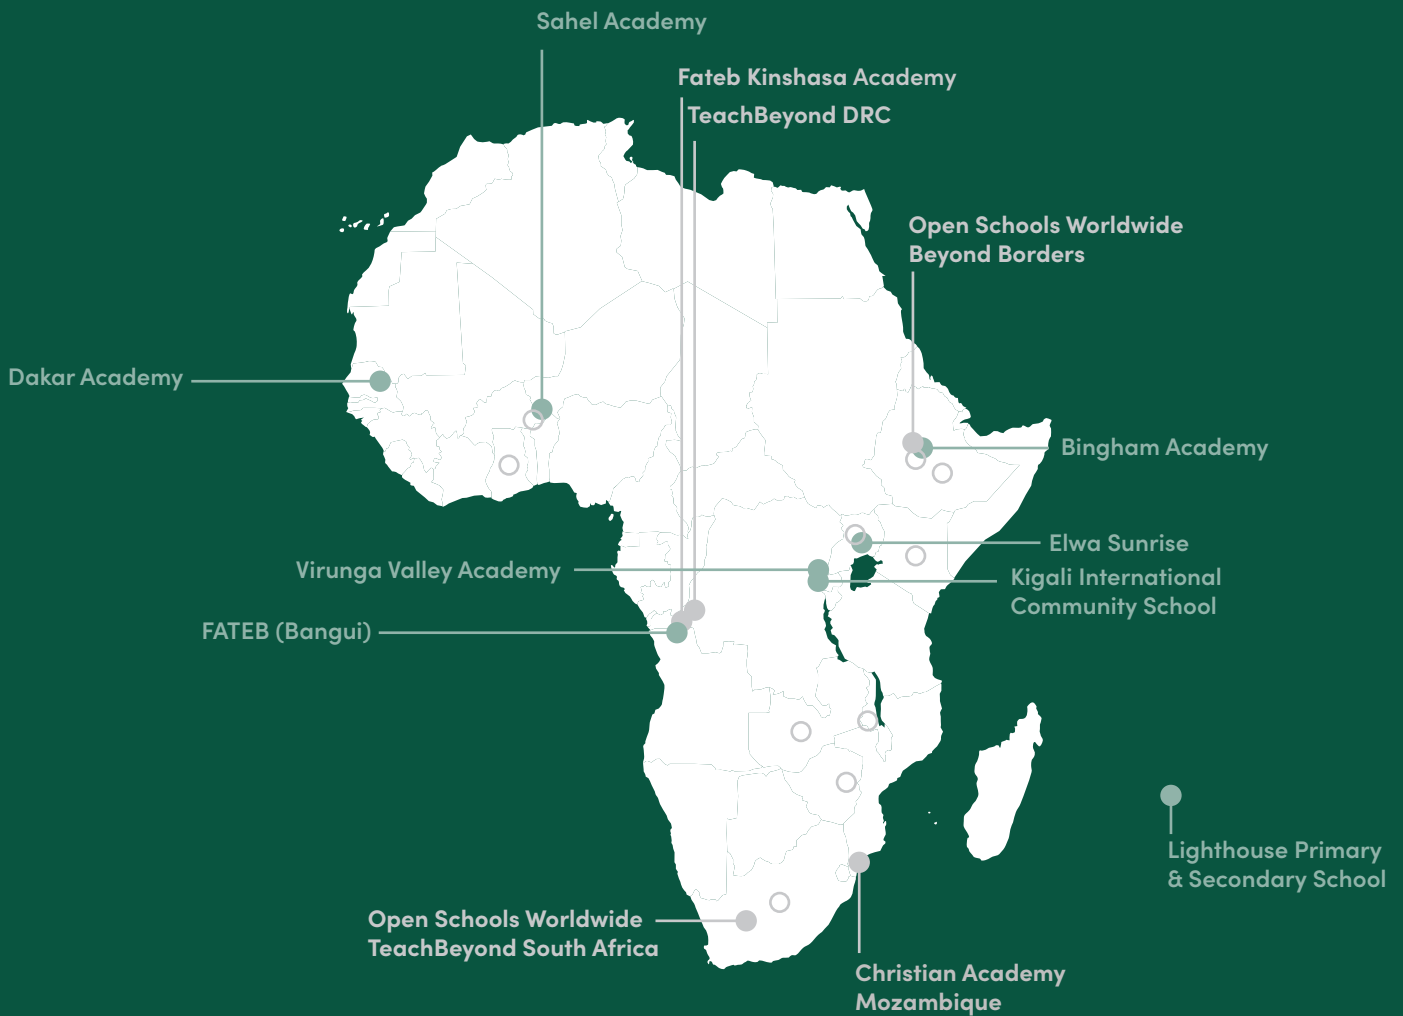 Sahel Academy
Fateb Kinshasa Academy
TeachBeyond DRC
Open Schools Worldwide
Beyond Borders
Dakar Academy
Bingham Academy
Elwa Sunrise
Virunga Valley Academy
Kigali International
Community School
FATEB (Bangui)
Lighthouse Primary
& Secondary School
Open Schools Worldwide
TeachBeyond South Africa
Christian Academy
Mozambique